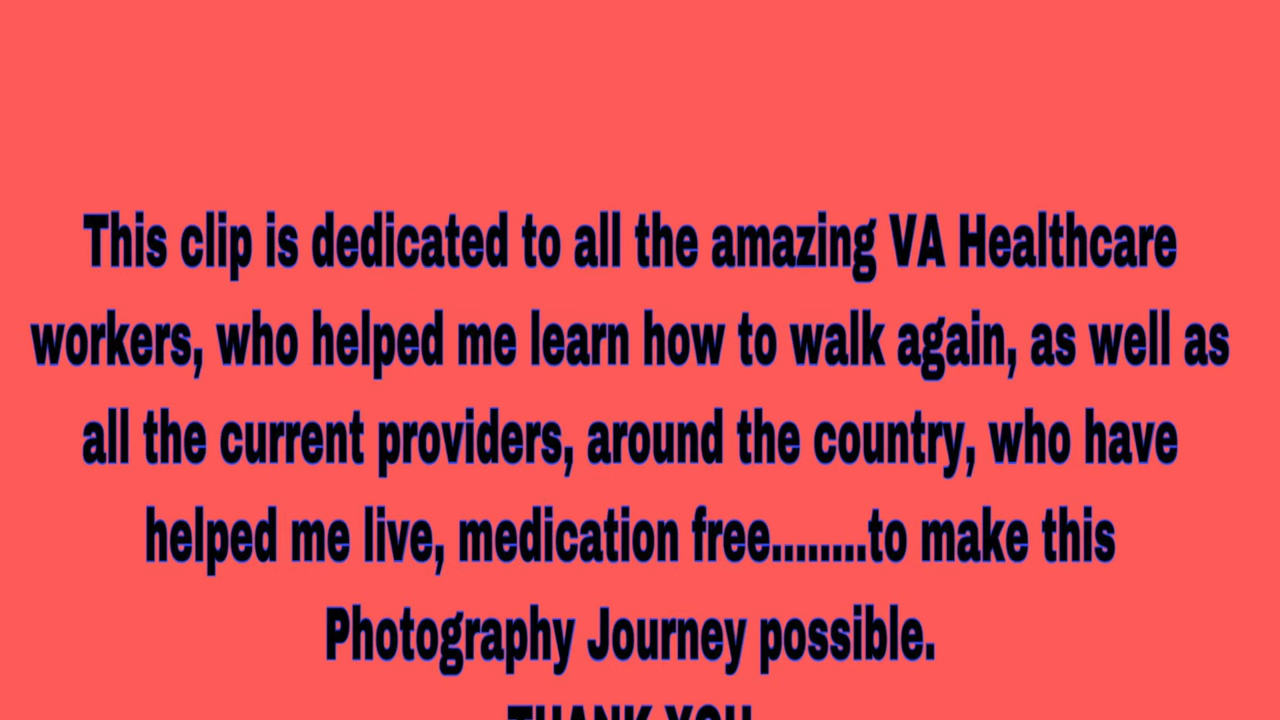 This clip is dedicated to all the amazing VA Healthcare
workers, who helped me learn how to walk again, as well as
all the current providers, around the country, who have
helped me live, medication free........to make this
Photography Journey possible.
THANK YOU